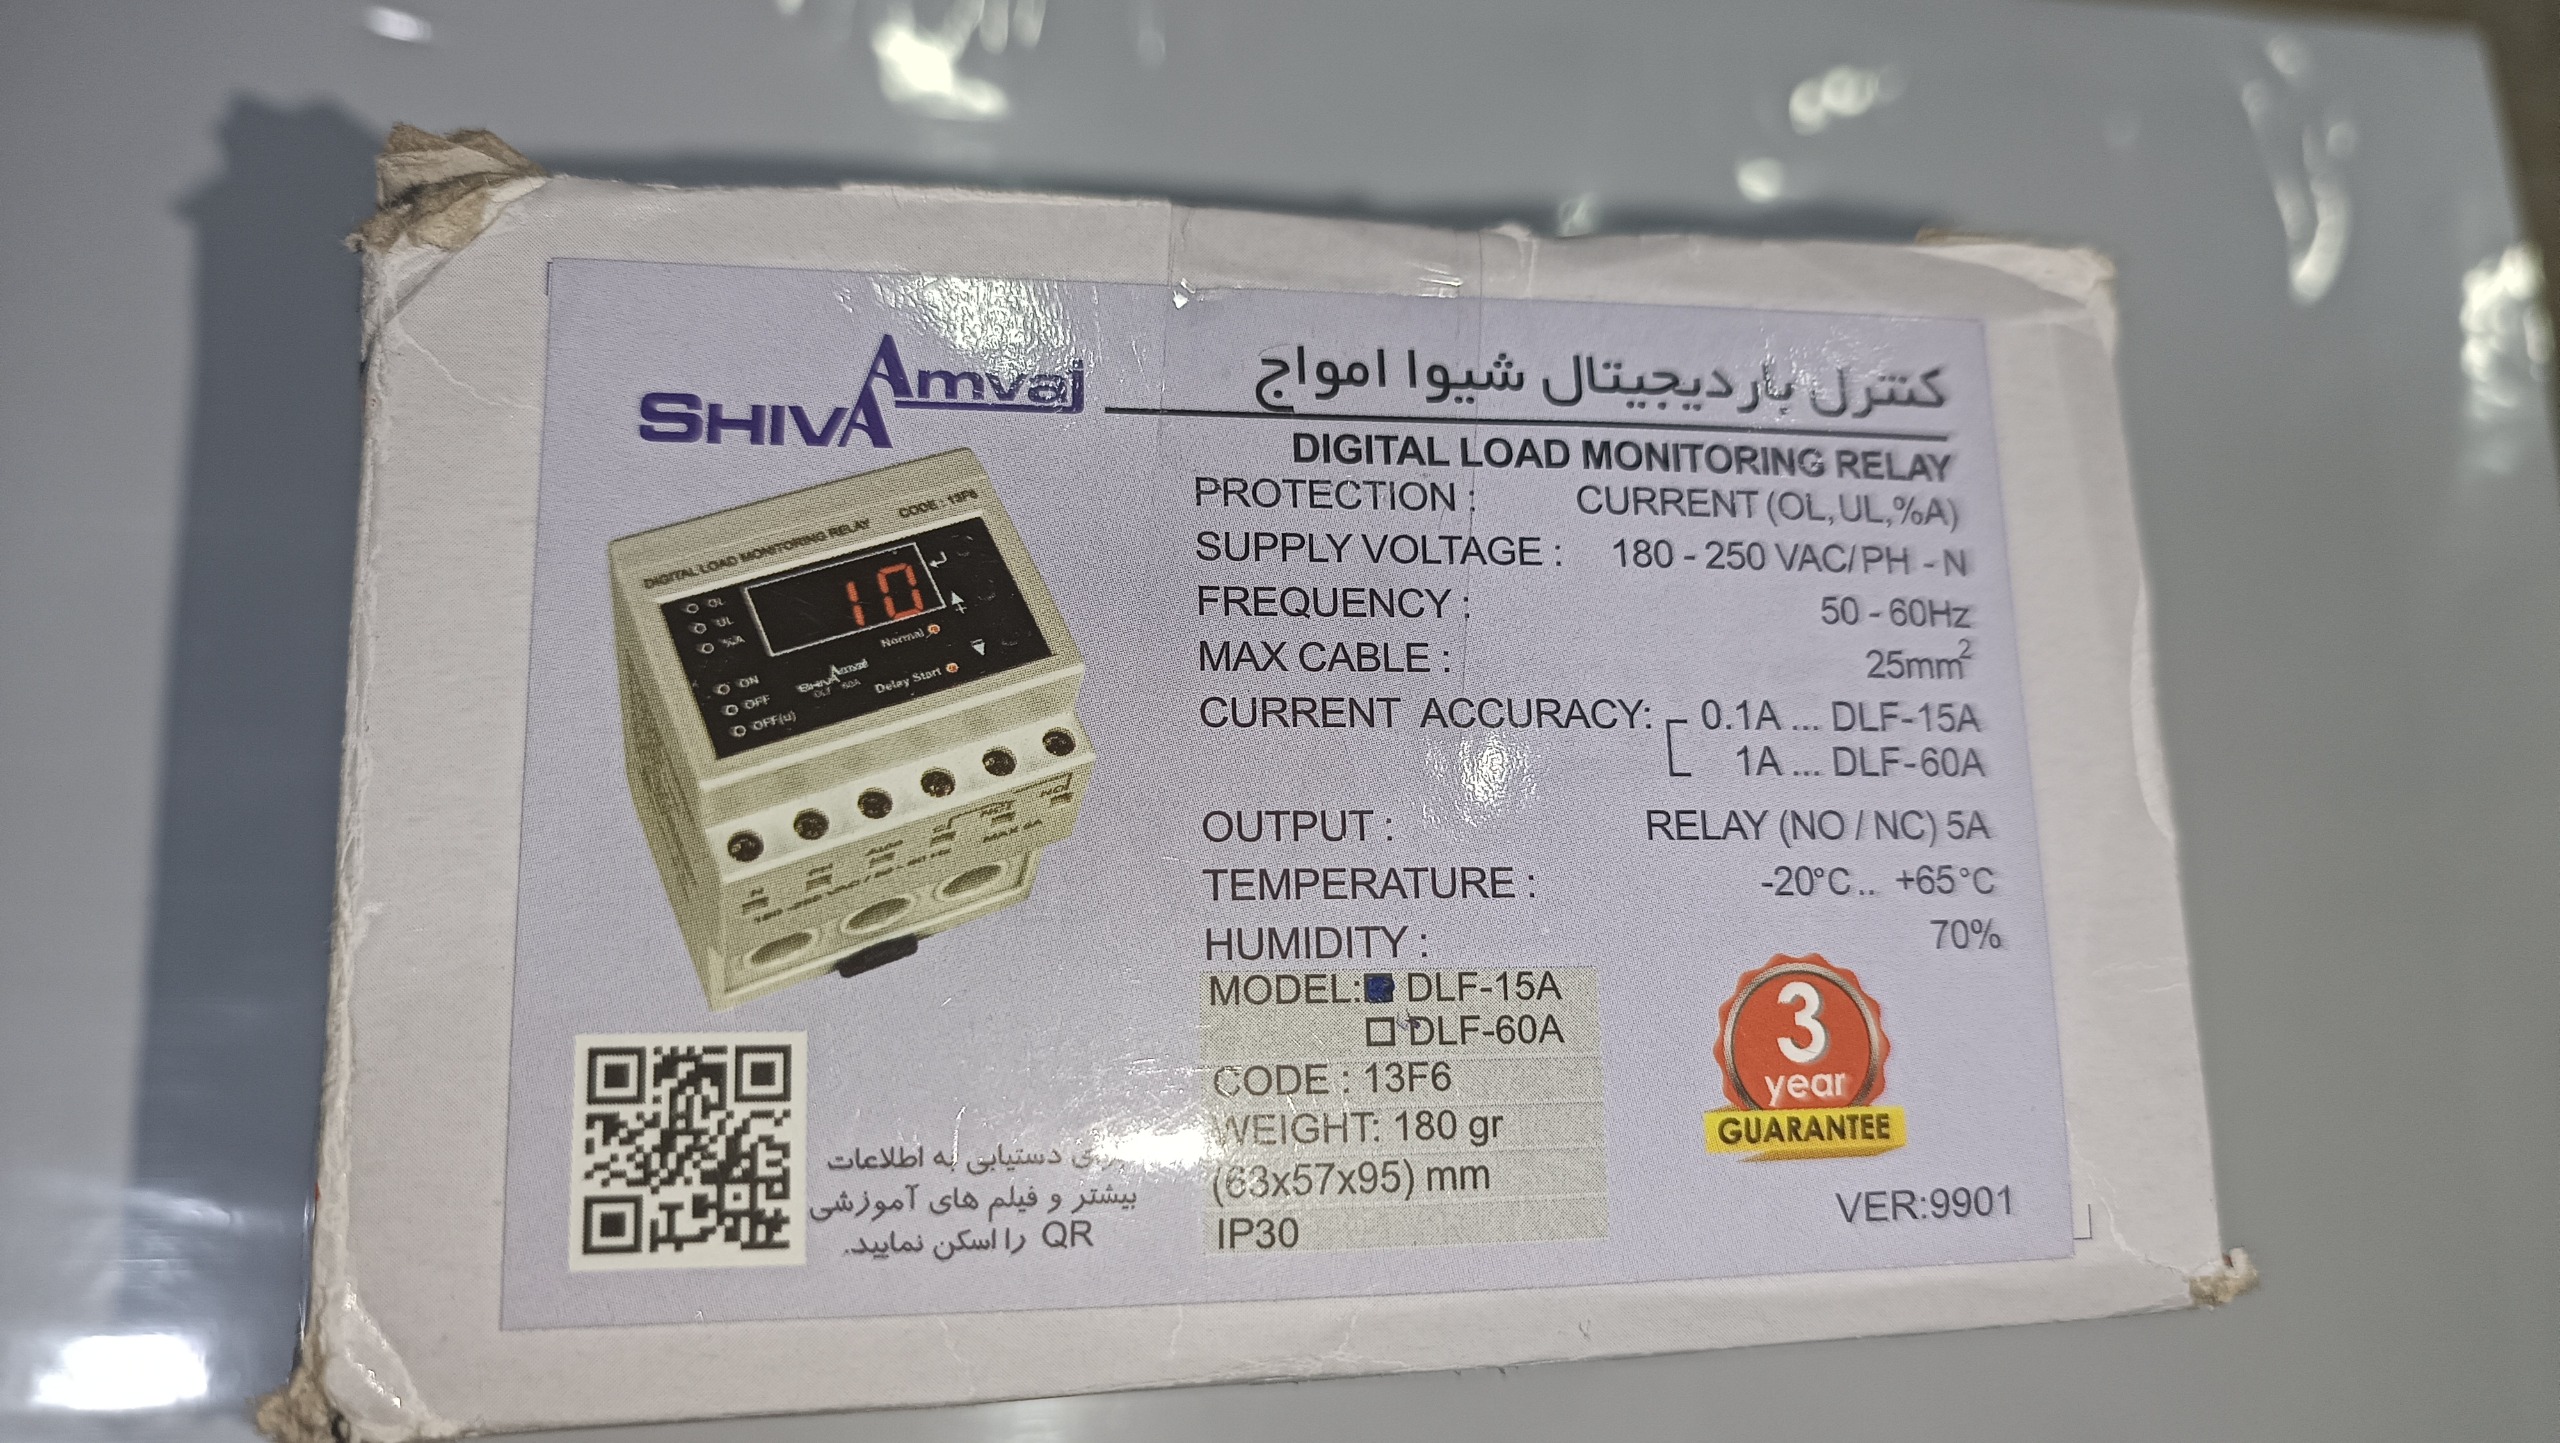 SHIVA Amvaj
کنترل بار دیجیتال شیوا امواج
DIGITAL LOAD MONITORING RELAY
PROTECTION : CURRENT (OL,UL,%A)
SUPPLY VOLTAGE : 180 - 250 VAC/PH - N
FREQUENCY : 50 - 60Hz
MAX CABLE : 25mm²
CURRENT ACCURACY: 0.1A ... DLF-15A
1A ... DLF-60A
OUTPUT : RELAY (NO / NC) 5A
TEMPERATURE : -20°C .. +65°C
HUMIDITY : 70%
MODEL: DLF-15A
DLF-60A
CODE : 13F6
WEIGHT: 180 gr
(63x57x95) mm
IP30
3
year
GUARANTEE
VER:9901
DIGITAL LOAD MONITORING RELAY CODE : 13F6
OL
UL
%A
10
Normal
ON
OFF
OFF(u)
SHIVA Amvaj
Delay Start
N
MAX 5A
دستیابی به اطلاعات
بیشتر و فیلم های آموزشی
QR را اسکن نمایید.